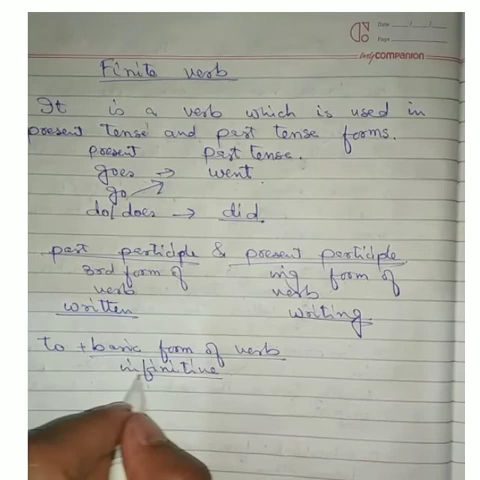 Date
Page
COMPANION
Finite verb
It is a verb which is used in
present tense and past tense forms.
present past tense.
goes → went
go
do/does → did.
past participle & present participle
3rd form of ing form of
verb verb
written writing
to + basic form of verb
infinitive